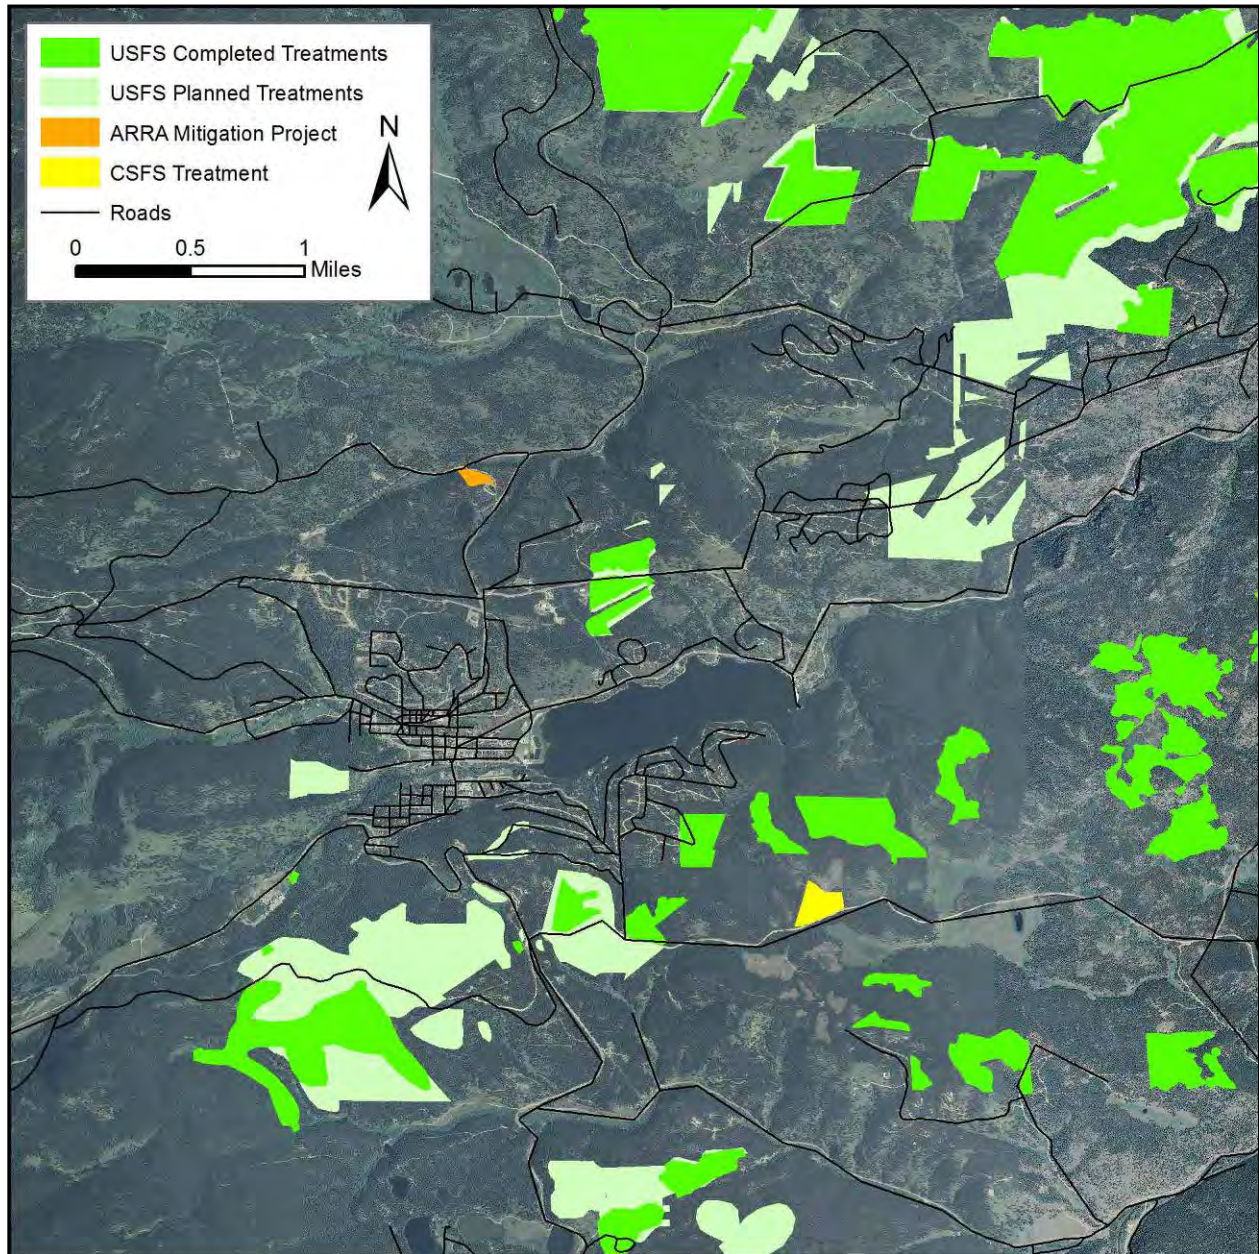 USFS Completed Treatments
USFS Planned Treatments
ARRA Mitigation Project
CSFS Treatment
Roads
N
0 0.5 1
Miles